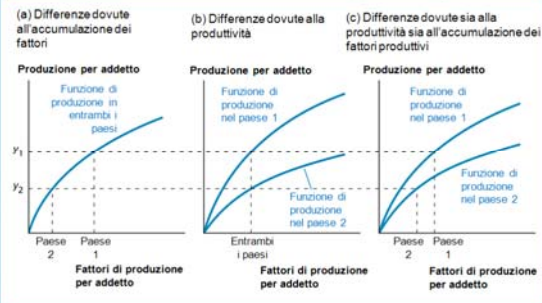 (a) Differenze dovute
all'accumulazione dei
fattori
Produzione per addetto
Funzione di
produzione in
entrambi i
paesi
y1
y2
Paese
2
Paese
1
Fattori di produzione
per addetto
(b) Differenze dovute alla
produttività
Produzione per addetto
Funzione di
produzione
nel paese 1
Funzione di
produzione
nel paese 2
Entrambi
i paesi
Fattori di produzione
per addetto
(c) Differenze dovute sia alla
produttività sia all'accumulazione dei
fattori produttivi
Produzione per addetto
Funzione di
produzione
nel paese 1
Funzione di
produzione
nel paese 2
Paese
2
Paese
1
Fattori di produzione
per addetto